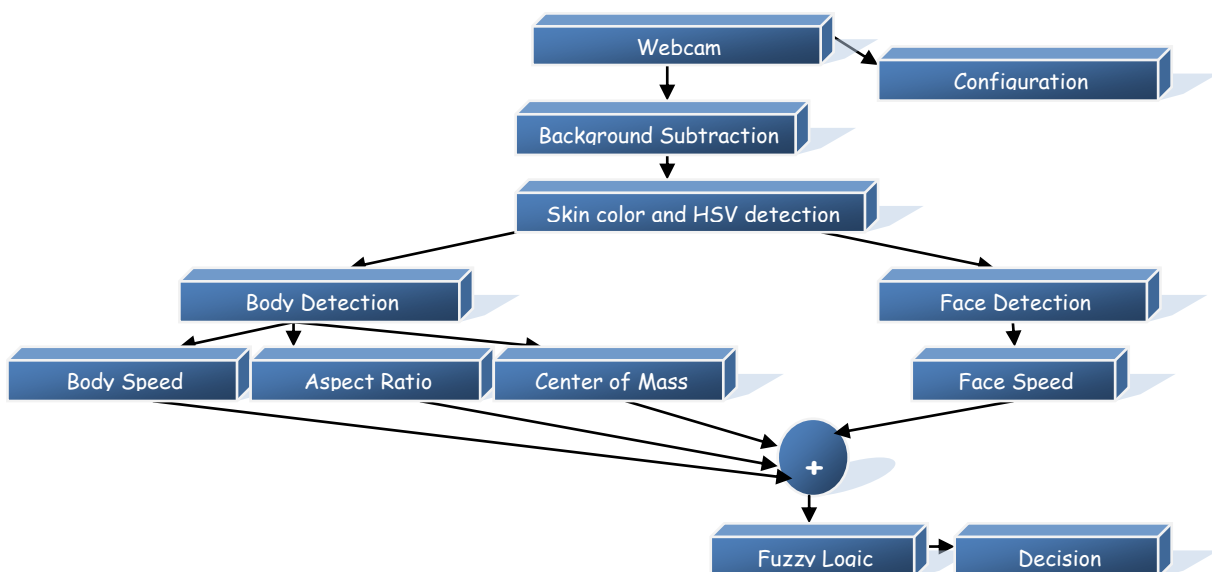 Webcam
Configuration
Background Subtraction
Skin color and HSV detection
Body Detection
Face Detection
Body Speed
Aspect Ratio
Center of Mass
Face Speed
+
Fuzzy Logic
Decision